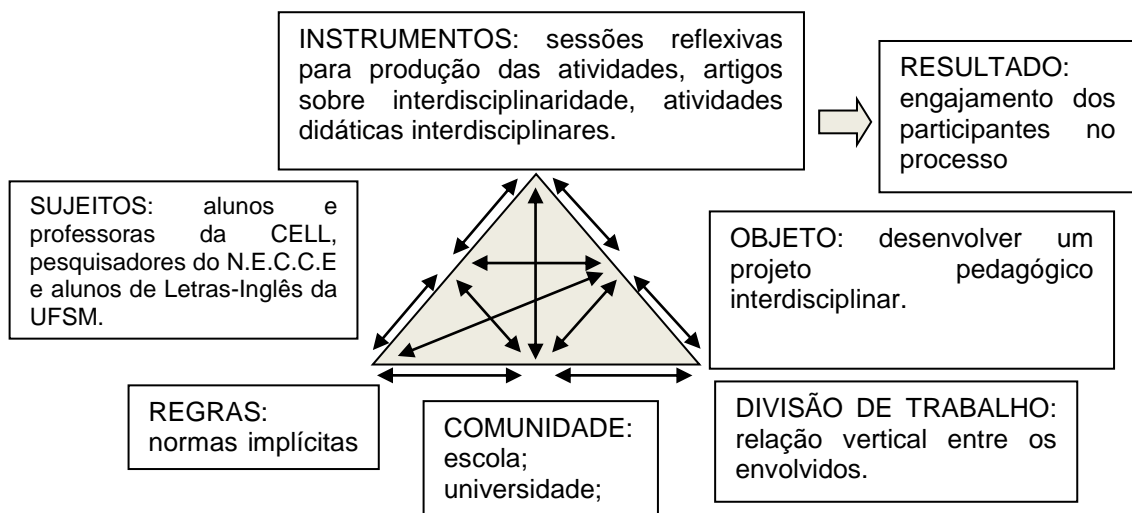 INSTRUMENTOS: sessões reflexivas
para produção das atividades, artigos
sobre interdisciplinaridade, atividades
didáticas interdisciplinares.
RESULTADO:
engajamento dos
participantes no
processo
SUJEITOS: alunos e
professoras da CELL,
pesquisadores do N.E.C.C.E
e alunos de Letras-Inglês da
UFSM.
OBJETO: desenvolver um
projeto pedagógico
interdisciplinar.
REGRAS:
normas implícitas
COMUNIDADE:
escola;
universidade;
DIVISÃO DE TRABALHO:
relação vertical entre os
envolvidos.